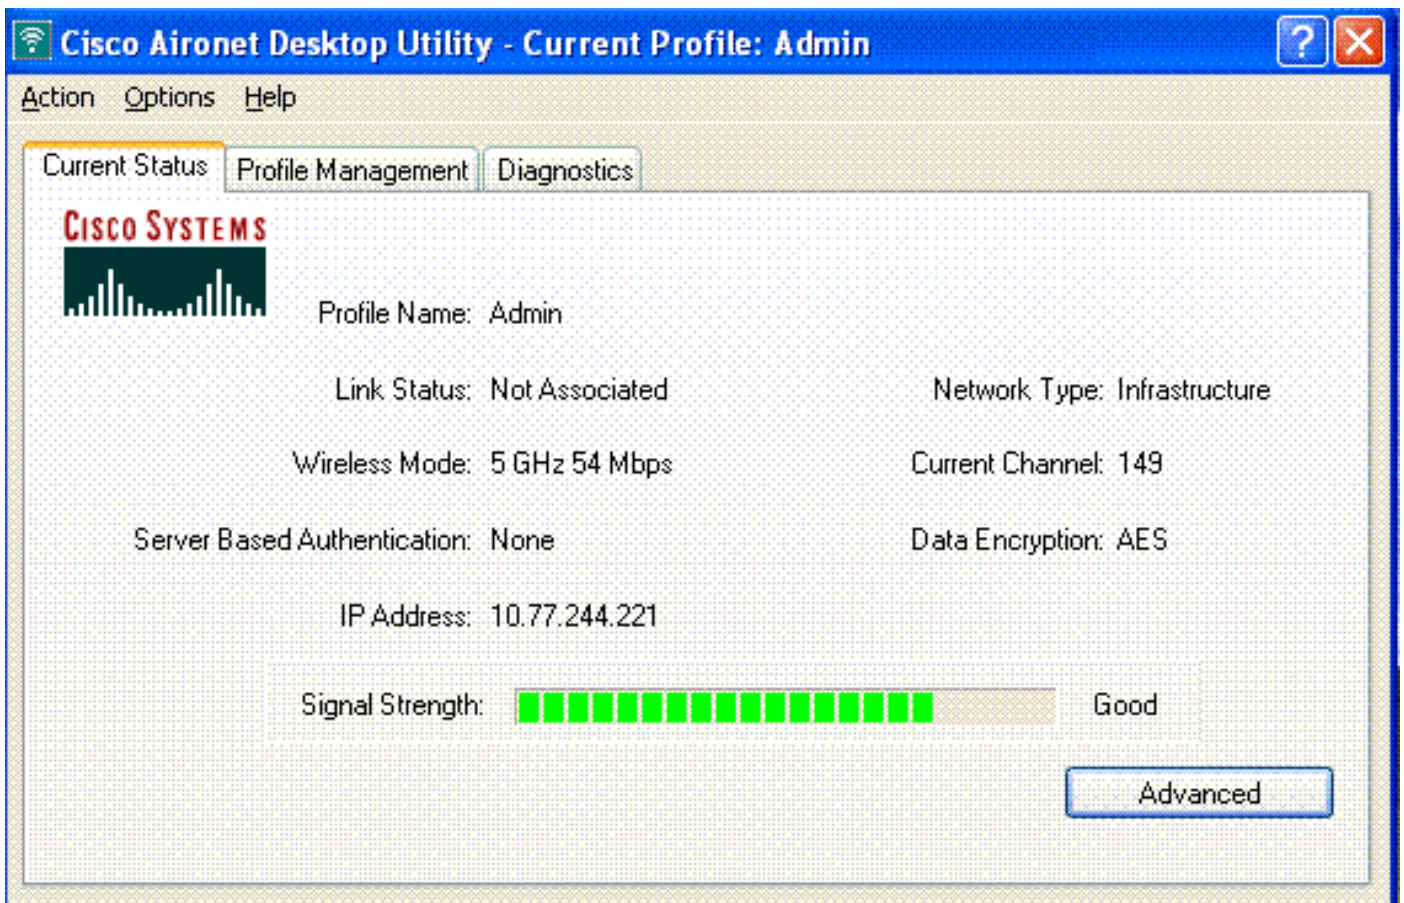 Cisco Aironet Desktop Utility - Current Profile: Admin
?
Action Options Help
Current Status Profile Management Diagnostics
CISCO SYSTEMS
Profile Name: Admin
Link Status: Not Associated Network Type: Infrastructure
Wireless Mode: 5 GHz 54 Mbps Current Channel: 149
Server Based Authentication: None Data Encryption: AES
IP Address: 10.77.244.221
Signal Strength: Good
Advanced